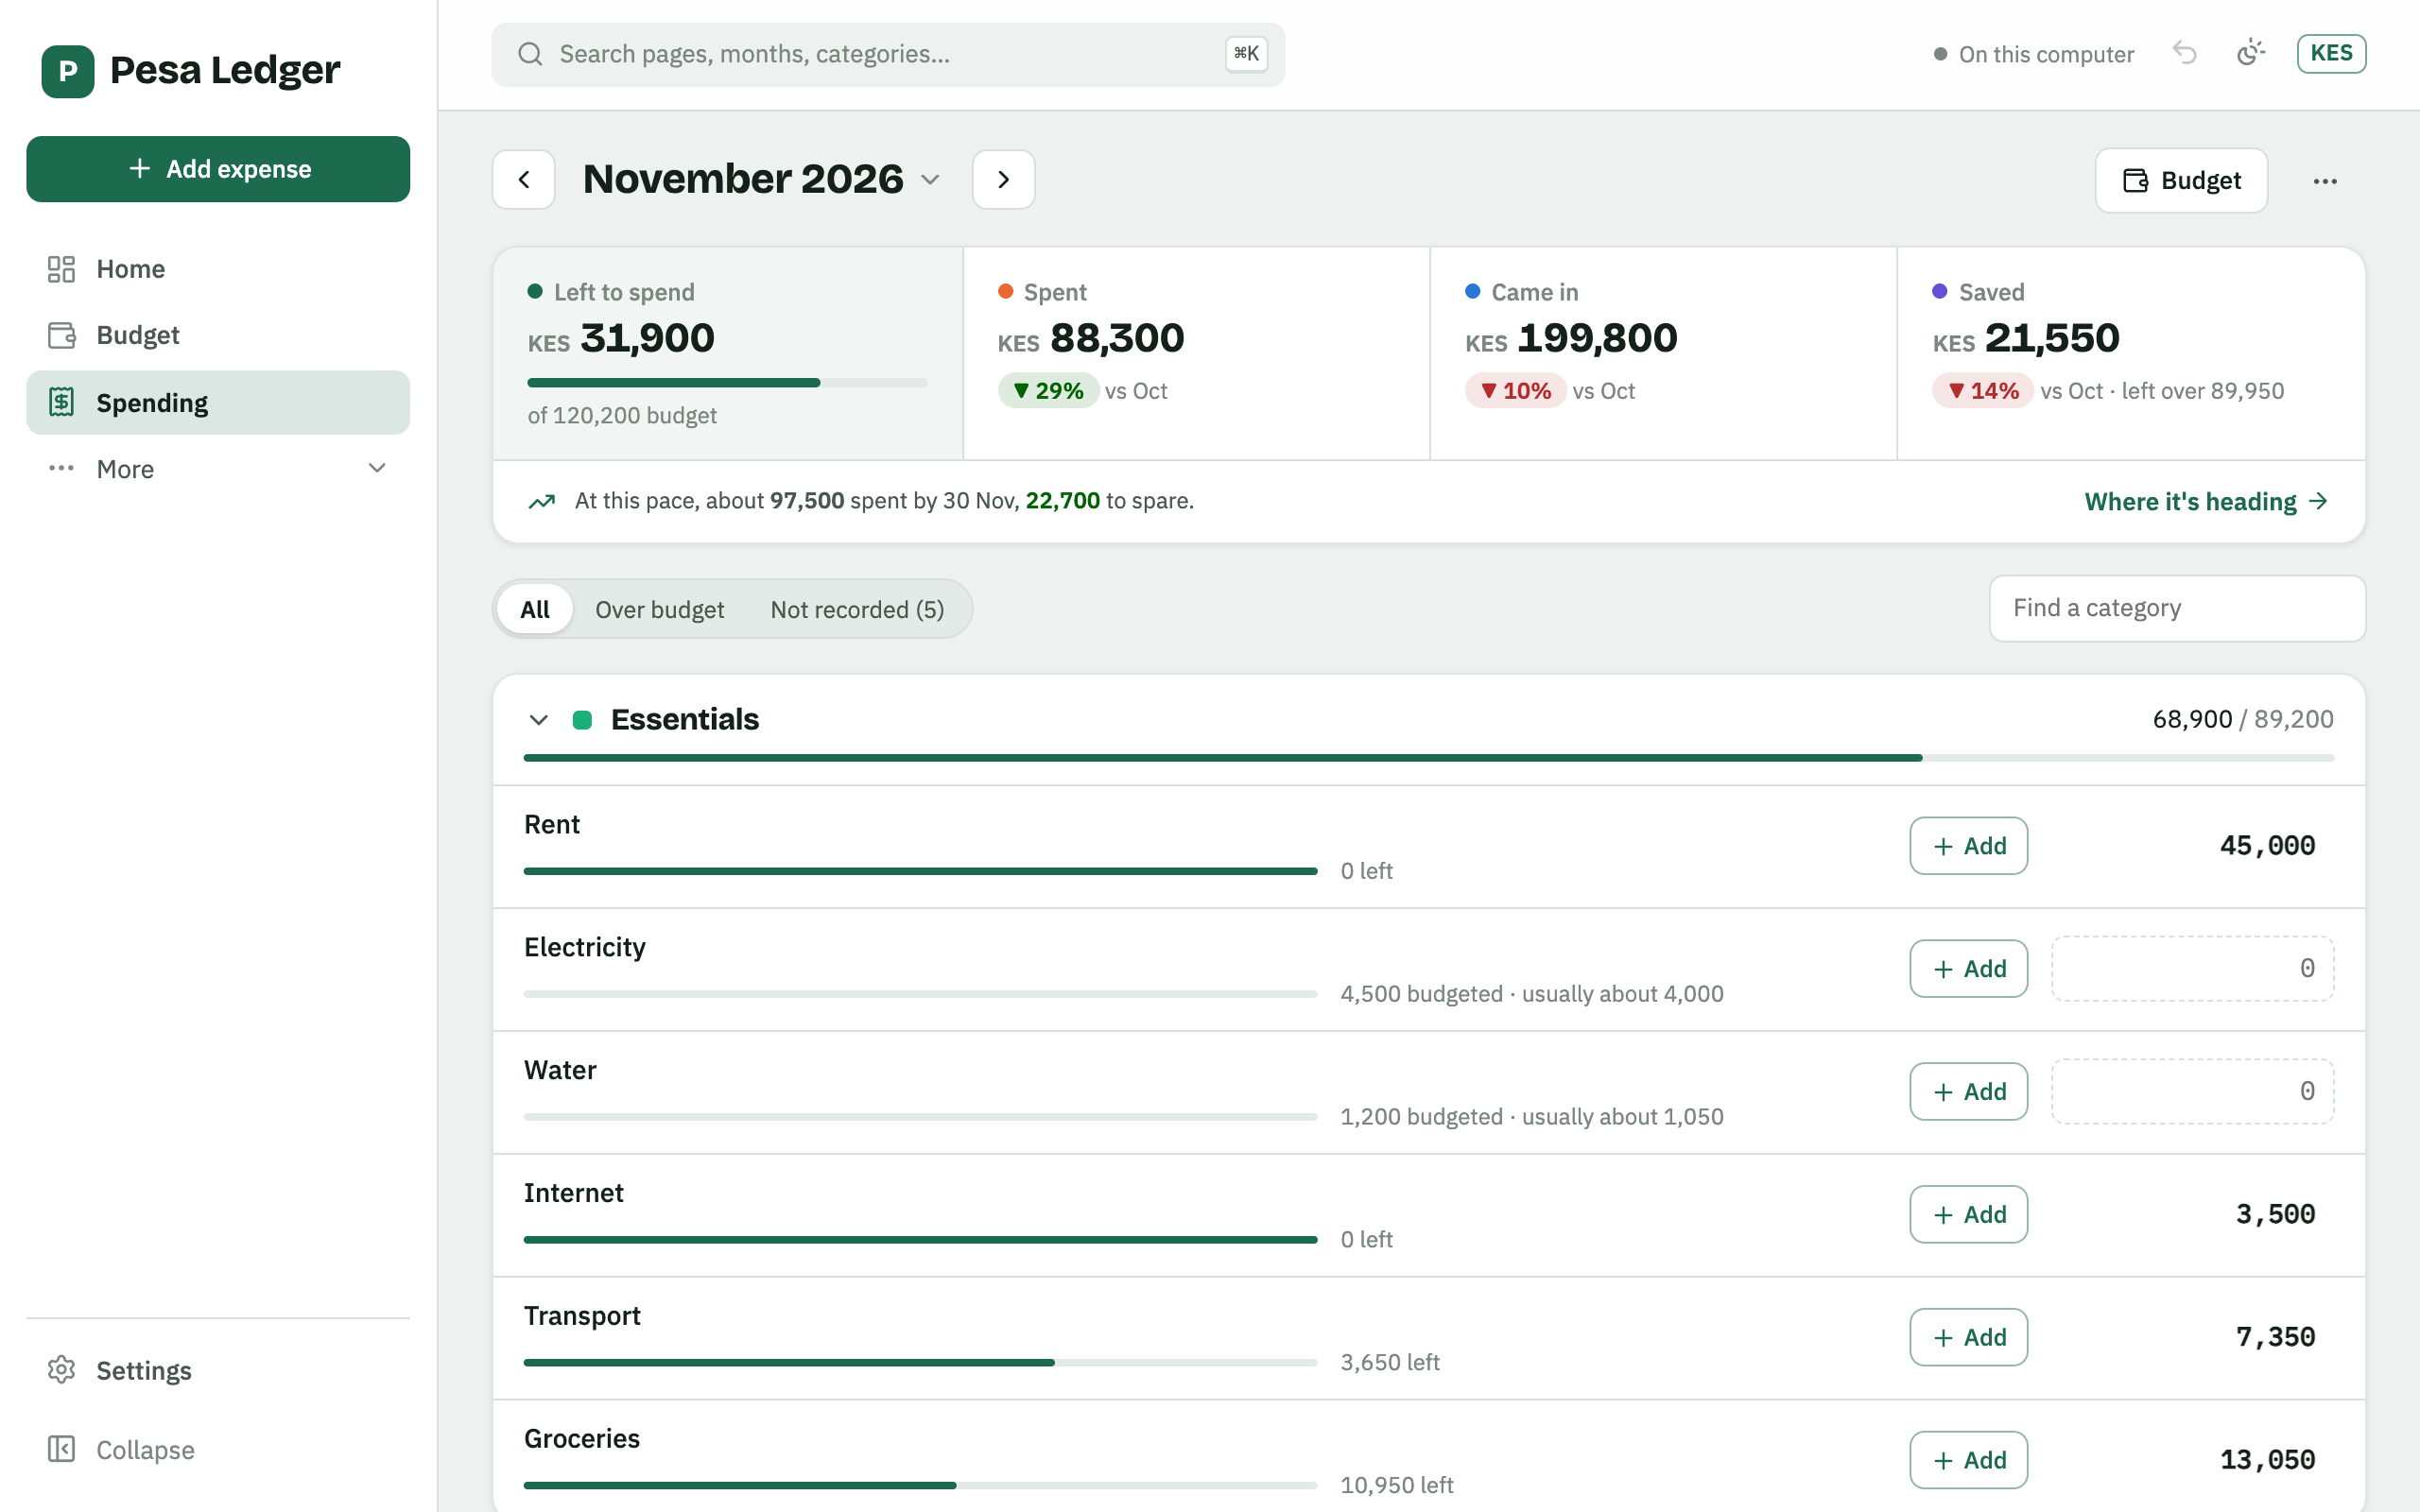 P Pesa Ledger
Search pages, months, categories...
⌘K
On this computer
KES
+ Add expense
Home
Budget
Spending
More
Settings
Collapse
November 2026
Budget
Left to spend
KES 31,900
of 120,200 budget
Spent
KES 88,300
▼ 29% vs Oct
Came in
KES 199,800
▼ 10% vs Oct
Saved
KES 21,550
▼ 14% vs Oct · left over 89,950
At this pace, about 97,500 spent by 30 Nov, 22,700 to spare.
Where it's heading →
All
Over budget
Not recorded (5)
Find a category
Essentials
68,900 / 89,200
Rent
0 left
+ Add
45,000
Electricity
4,500 budgeted · usually about 4,000
+ Add
0
Water
1,200 budgeted · usually about 1,050
+ Add
0
Internet
0 left
+ Add
3,500
Transport
3,650 left
+ Add
7,350
Groceries
10,950 left
+ Add
13,050